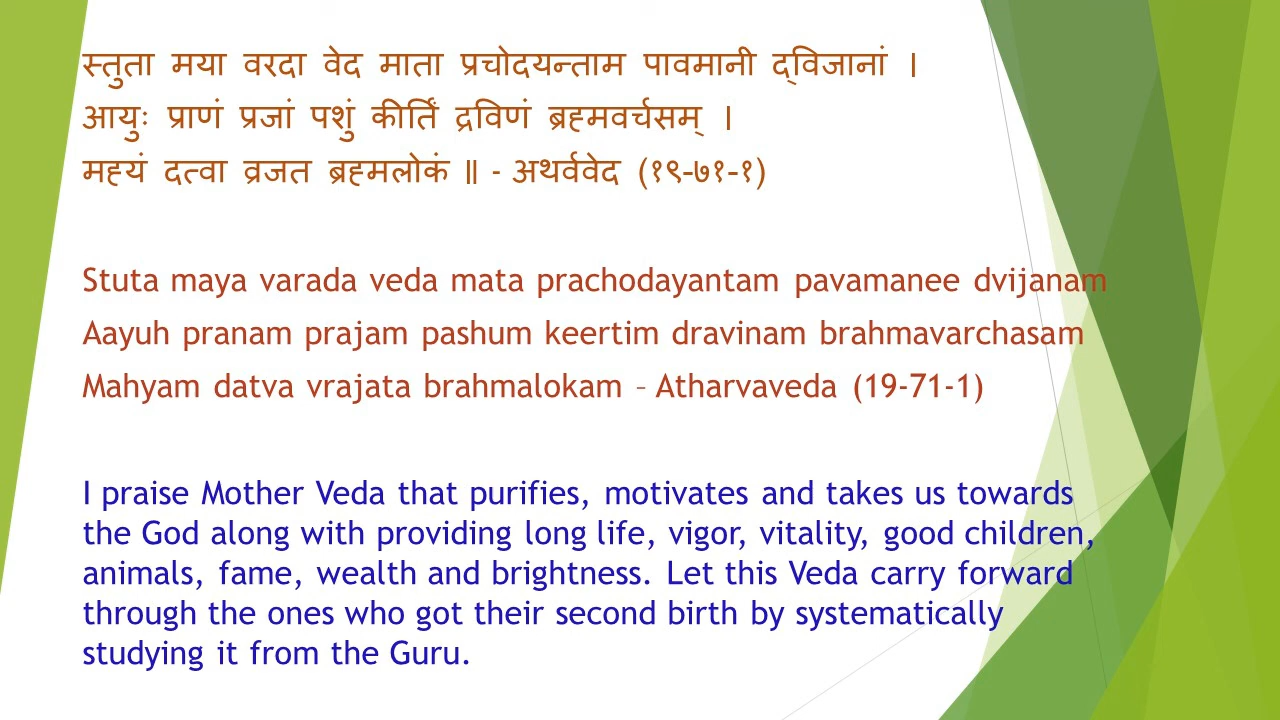 स्तुता मया वरदा वेद माता प्रचोदयन्ताम पावमानी द्विजानां ।
आयुः प्राणं प्रजां पशुं कीर्तिं द्रविणं ब्रह्मवर्चसम् ।
मह्यं दत्वा व्रजत ब्रह्मलोकं ॥ - अथर्ववेद (१९-७१-१)
Stuta maya varada veda mata prachodayantam pavamanee dvijanam
Aayuh pranam prajam pashum keertim dravinam brahmavarchasam
Mahyam datva vrajata brahmalokam – Atharvaveda (19-71-1)
I praise Mother Veda that purifies, motivates and takes us towards
the God along with providing long life, vigor, vitality, good children,
animals, fame, wealth and brightness. Let this Veda carry forward
through the ones who got their second birth by systematically
studying it from the Guru.